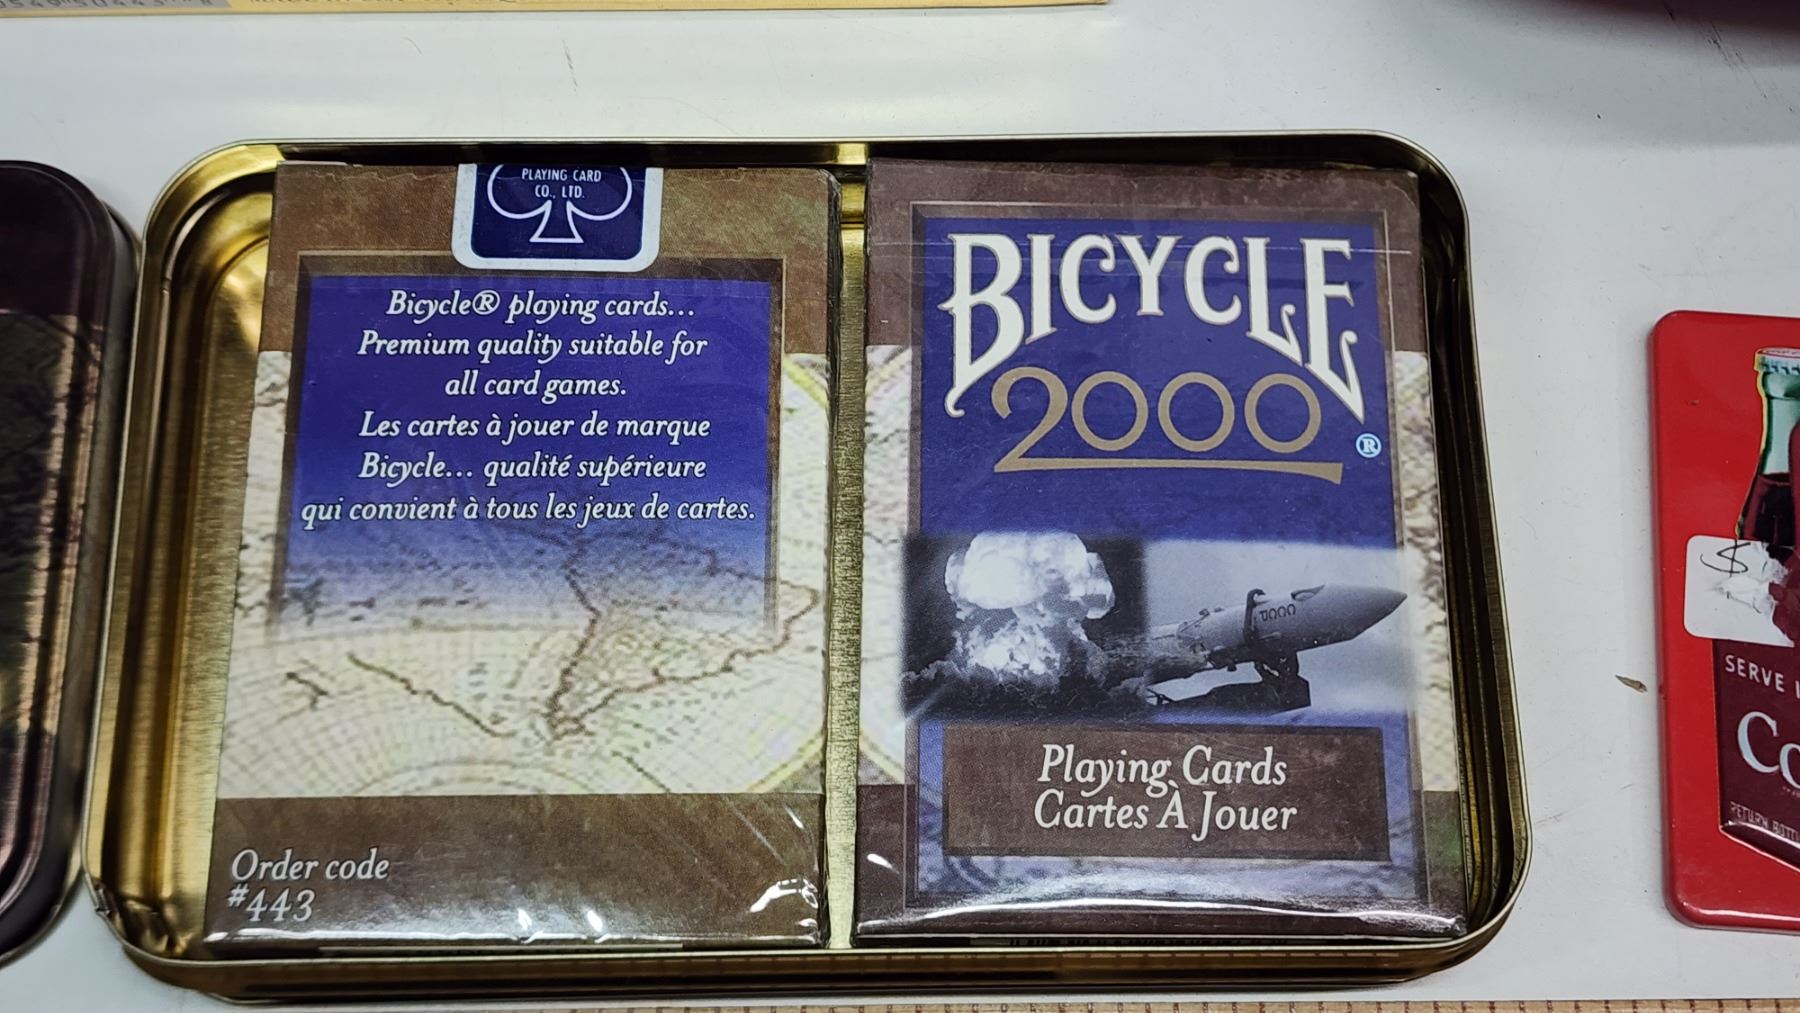 PLAYING CARD
CO., LTD.
Bicycle® playing cards...
Premium quality suitable for
all card games.
Les cartes à jouer de marque
Bicycle... qualité supérieure
qui convient à tous les jeux de cartes.
Order code
#443
BICYCLE
2000
®
Playing Cards
Cartes À Jouer
$
SERVE
RETURN